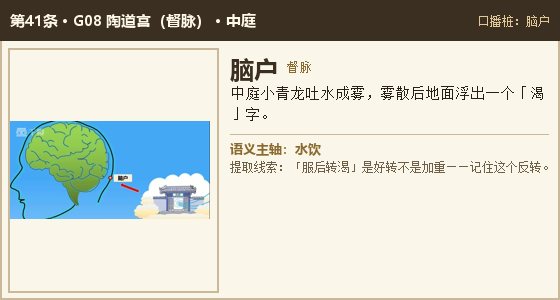 第41条・G08 陶道宫（督脉）・中庭
口播桩：脑户
脑户 督脉
中庭小青龙吐水成雾，雾散后地面浮出一个「渴
」字。
语义主轴：水饮
提取线索：「服后转渴」是好转不是加重——记住这个反转。
脑户